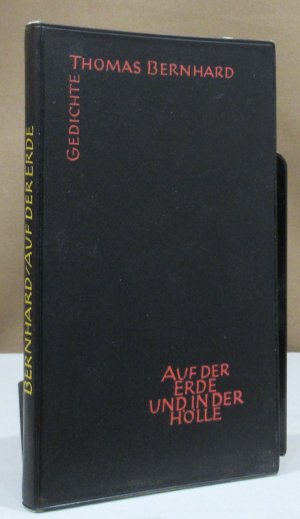 THOMAS BERNHARD
GEDICHTE
AUF DER
ERDE
UND IN DER
HÖLLE
BERNHARD/AUF DER ERDE